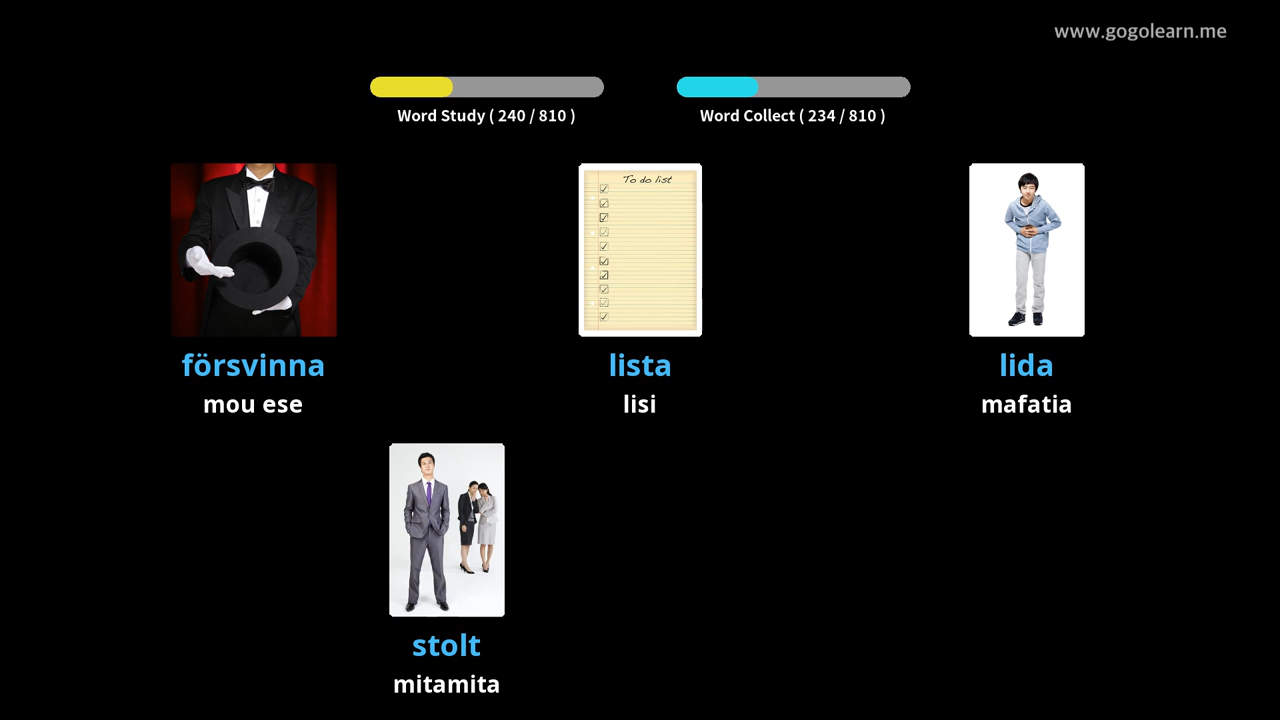 www.gogolearn.me
Word Study ( 240 / 810 )
Word Collect ( 234 / 810 )
To do list
försvinna
mou ese
lista
lisi
lida
mafatia
stolt
mitamita